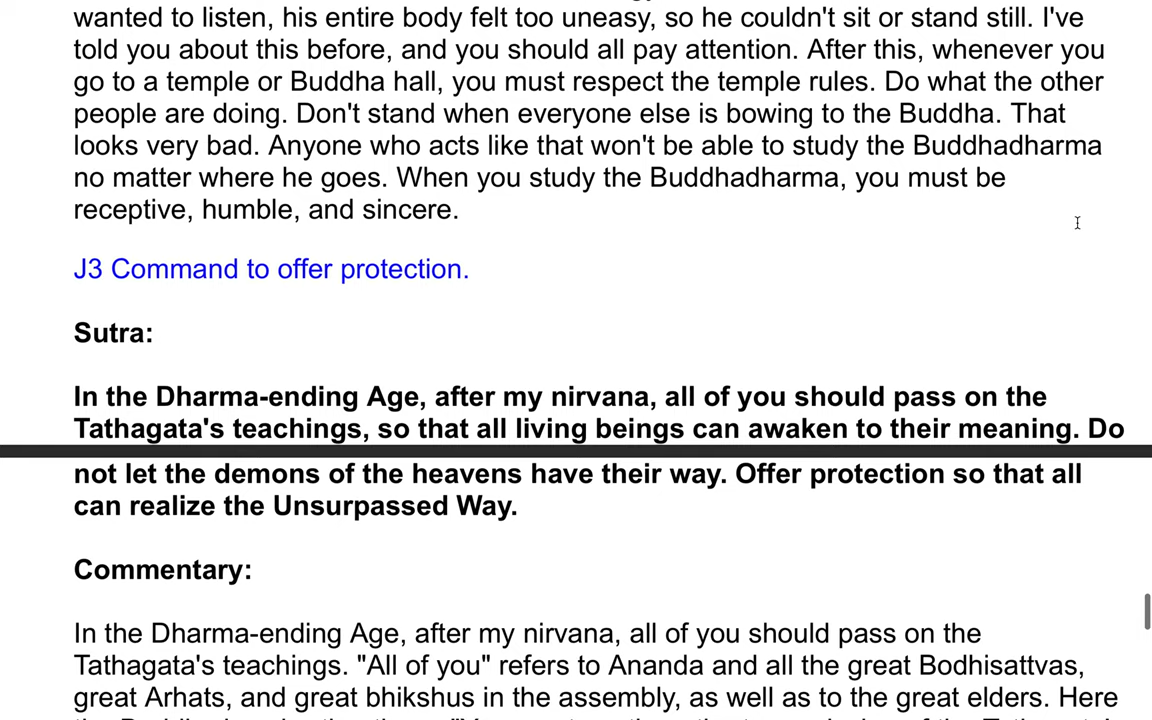 wanted to listen, his entire body felt too uneasy, so he couldn't sit or stand still. I've
told you about this before, and you should all pay attention. After this, whenever you
go to a temple or Buddha hall, you must respect the temple rules. Do what the other
people are doing. Don't stand when everyone else is bowing to the Buddha. That
looks very bad. Anyone who acts like that won't be able to study the Buddhadharma
no matter where he goes. When you study the Buddhadharma, you must be
receptive, humble, and sincere.
J3 Command to offer protection.
Sutra:
In the Dharma-ending Age, after my nirvana, all of you should pass on the
Tathagata's teachings, so that all living beings can awaken to their meaning. Do
not let the demons of the heavens have their way. Offer protection so that all
can realize the Unsurpassed Way.
Commentary:
In the Dharma-ending Age, after my nirvana, all of you should pass on the
Tathagata's teachings. "All of you" refers to Ananda and all the great Bodhisattvas,
great Arhats, and great bhikshus in the assembly, as well as to the great elders. Here